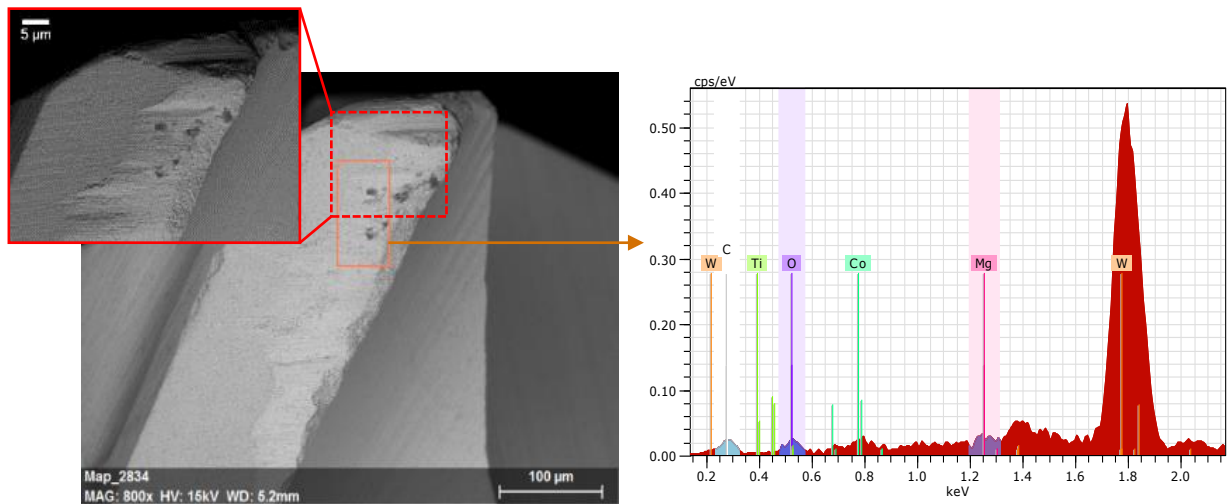 5 µm
Map_2834
MAG: 800x HV: 15kV WD: 5.2mm
100 µm
cps/eV
0.50
0.40
0.30
0.20
0.10
0.00
W
C
Ti
O
Co
Mg
W
0.2 0.4 0.6 0.8 1.0 1.2 1.4 1.6 1.8 2.0
keV